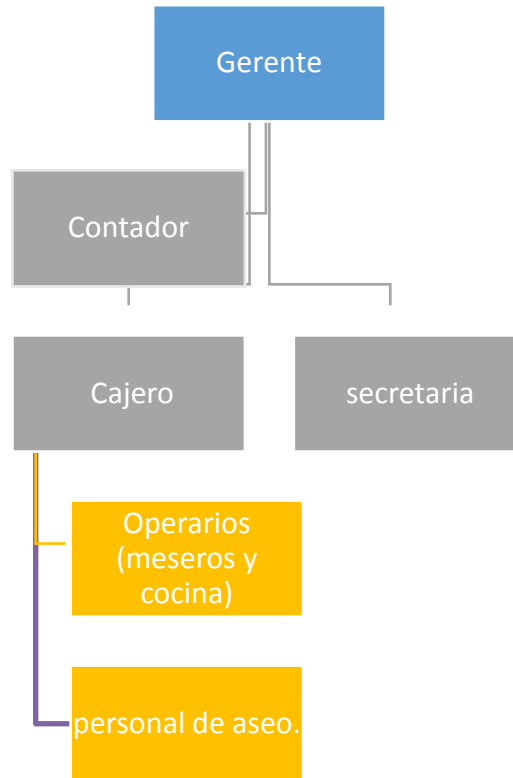 Gerente
Contador
Cajero
secretaria
Operarios
(meseros y
cocina)
personal de aseo.